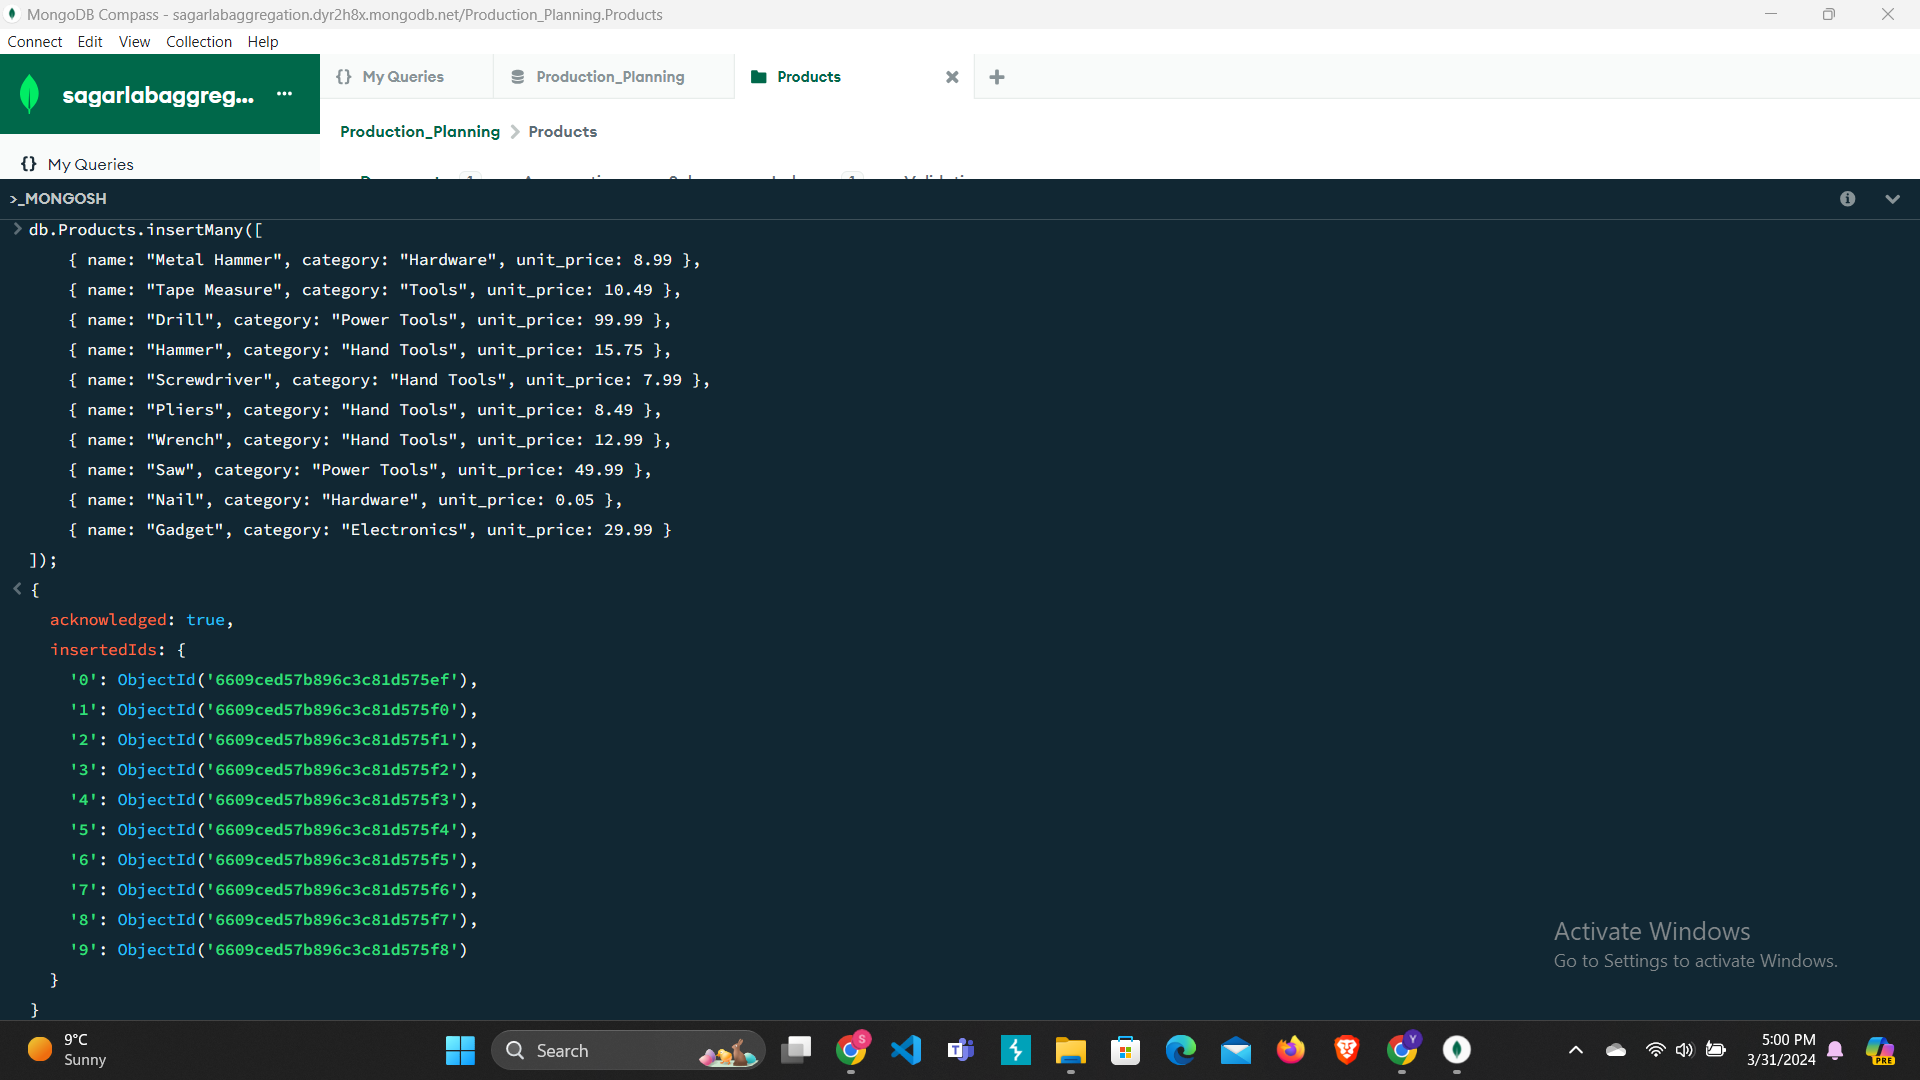 MongoDB Compass - sagarlabaggregation.dyr2h8x.mongodb.net/Production_Planning.Products
Connect Edit View Collection Help
sagarlabaggreg... ...
{} My Queries
Production_Planning
Products
Production_Planning > Products
{} My Queries
>_MONGOSH
> db.Products.insertMany([
{ name: "Metal Hammer", category: "Hardware", unit_price: 8.99 },
{ name: "Tape Measure", category: "Tools", unit_price: 10.49 },
{ name: "Drill", category: "Power Tools", unit_price: 99.99 },
{ name: "Hammer", category: "Hand Tools", unit_price: 15.75 },
{ name: "Screwdriver", category: "Hand Tools", unit_price: 7.99 },
{ name: "Pliers", category: "Hand Tools", unit_price: 8.49 },
{ name: "Wrench", category: "Hand Tools", unit_price: 12.99 },
{ name: "Saw", category: "Power Tools", unit_price: 49.99 },
{ name: "Nail", category: "Hardware", unit_price: 0.05 },
{ name: "Gadget", category: "Electronics", unit_price: 29.99 }
]);
< {
acknowledged: true,
insertedIds: {
'0': ObjectId('6609ced57b896c3c81d575ef'),
'1': ObjectId('6609ced57b896c3c81d575f0'),
'2': ObjectId('6609ced57b896c3c81d575f1'),
'3': ObjectId('6609ced57b896c3c81d575f2'),
'4': ObjectId('6609ced57b896c3c81d575f3'),
'5': ObjectId('6609ced57b896c3c81d575f4'),
'6': ObjectId('6609ced57b896c3c81d575f5'),
'7': ObjectId('6609ced57b896c3c81d575f6'),
'8': ObjectId('6609ced57b896c3c81d575f7'),
'9': ObjectId('6609ced57b896c3c81d575f8')
}
}
Activate Windows
Go to Settings to activate Windows.
9°C
Sunny
Search
S
Y
5:00 PM
3/31/2024
PRE